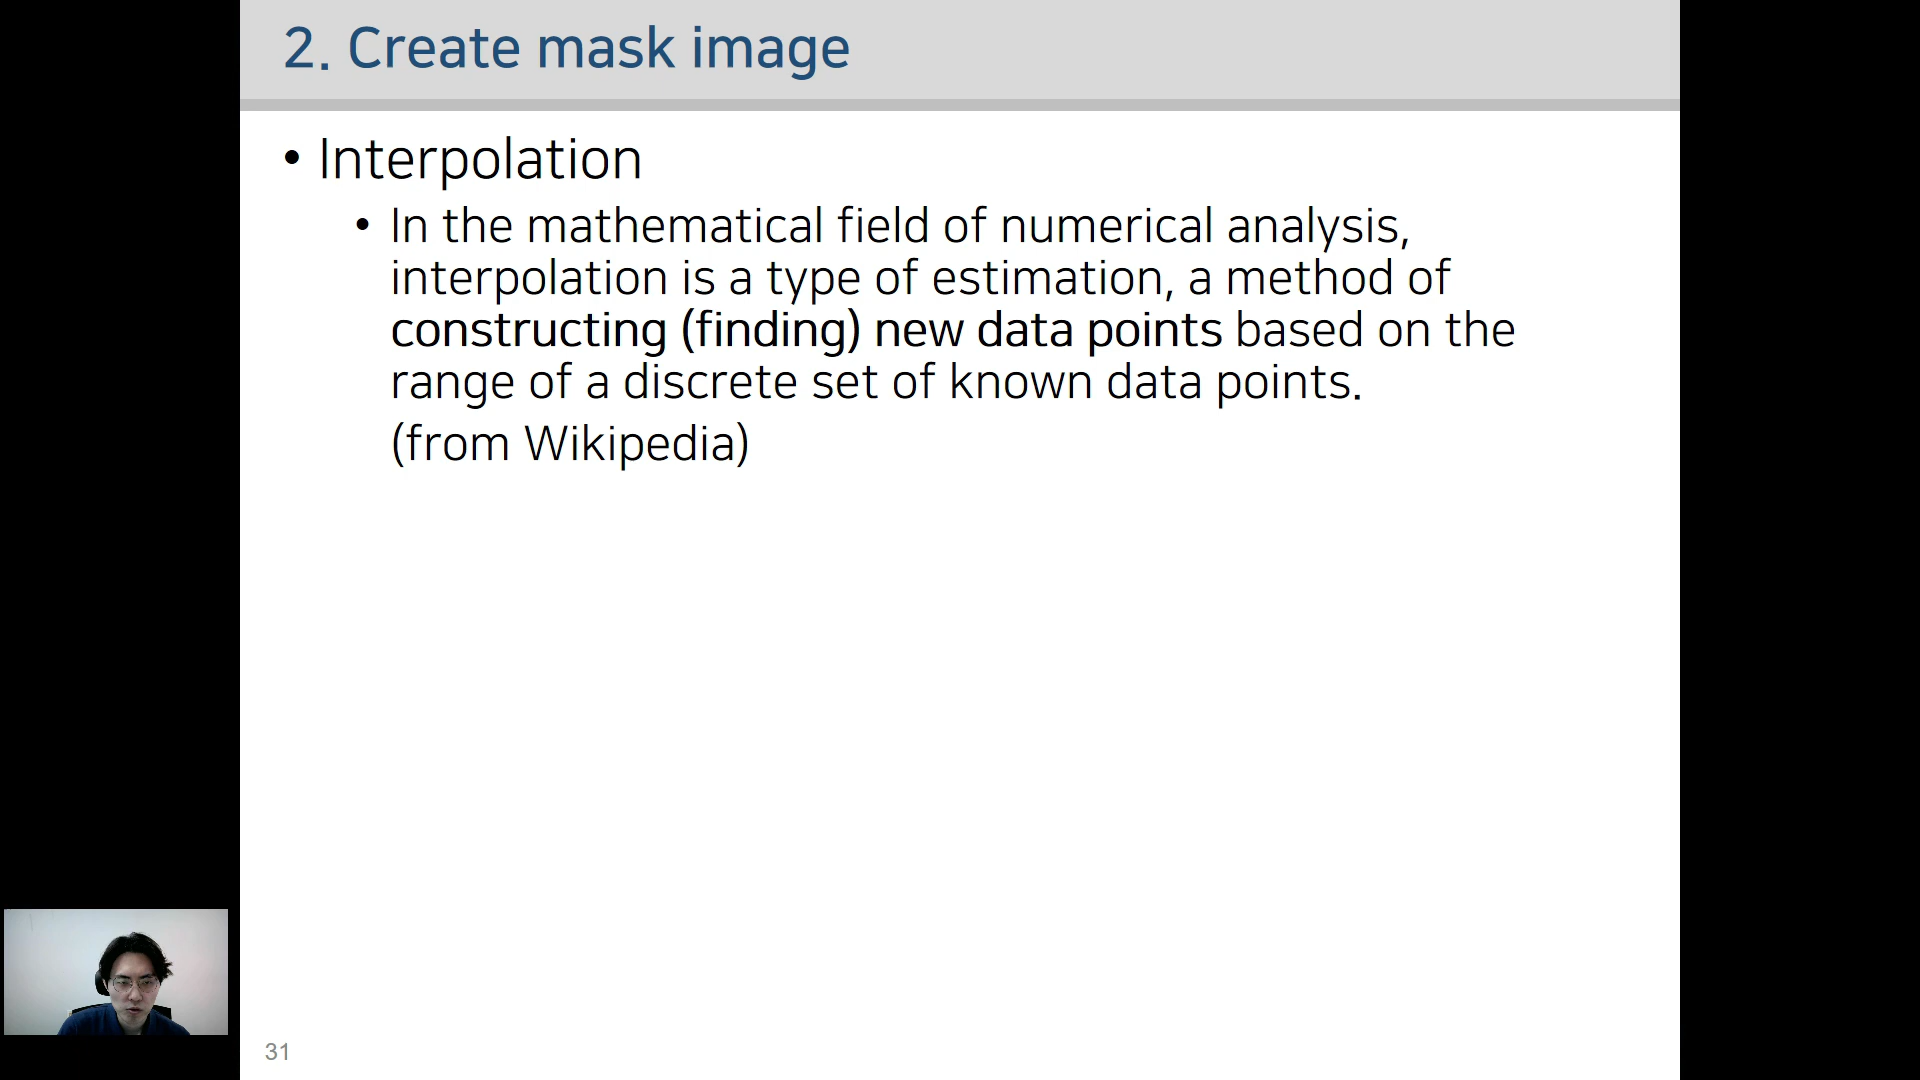 2. Create mask image
• Interpolation
• In the mathematical field of numerical analysis,
interpolation is a type of estimation, a method of
constructing (finding) new data points based on the
range of a discrete set of known data points.
(from Wikipedia)
31